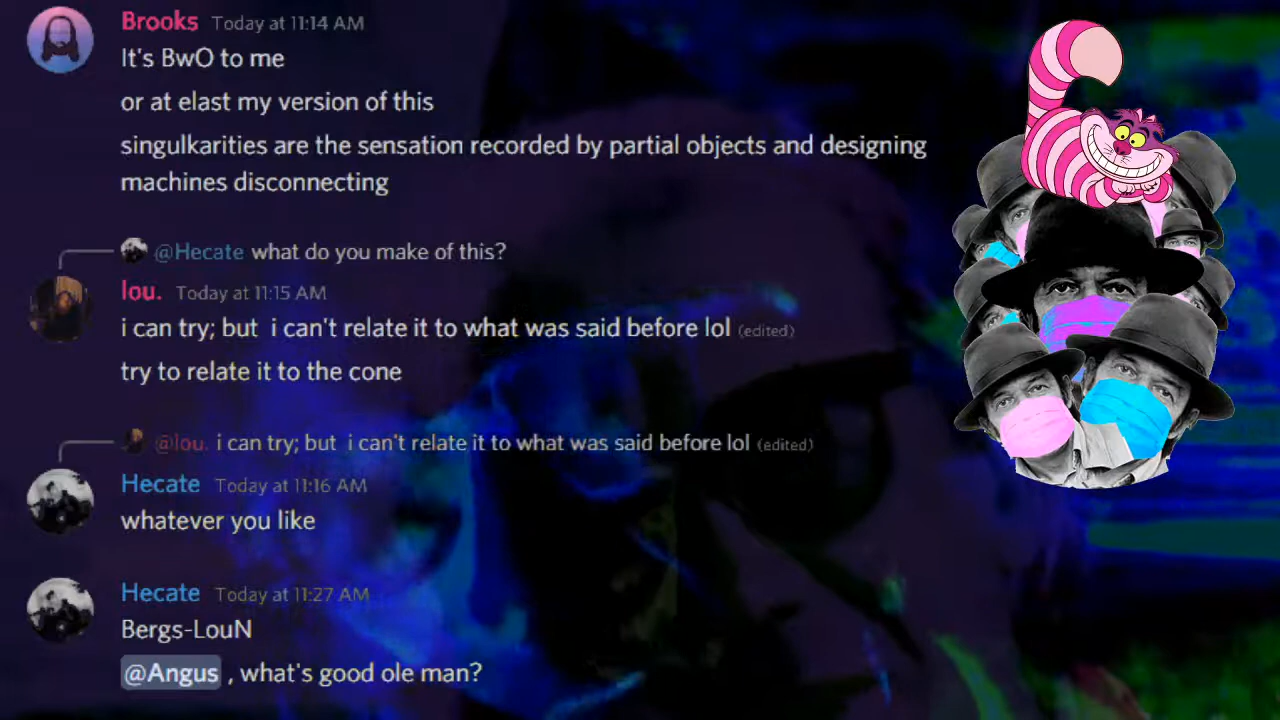 Brooks Today at 11:14 AM
It's BwO to me
or at elast my version of this
singulkarities are the sensation recorded by partial objects and designing
machines disconnecting
@Hecate what do you make of this?
lou. Today at 11:15 AM
i can try; but i can't relate it to what was said before lol (edited)
try to relate it to the cone
@lou. i can try; but i can't relate it to what was said before lol (edited)
Hecate Today at 11:16 AM
whatever you like
Hecate Today at 11:27 AM
Bergs-LouN
@Angus , what's good ole man?